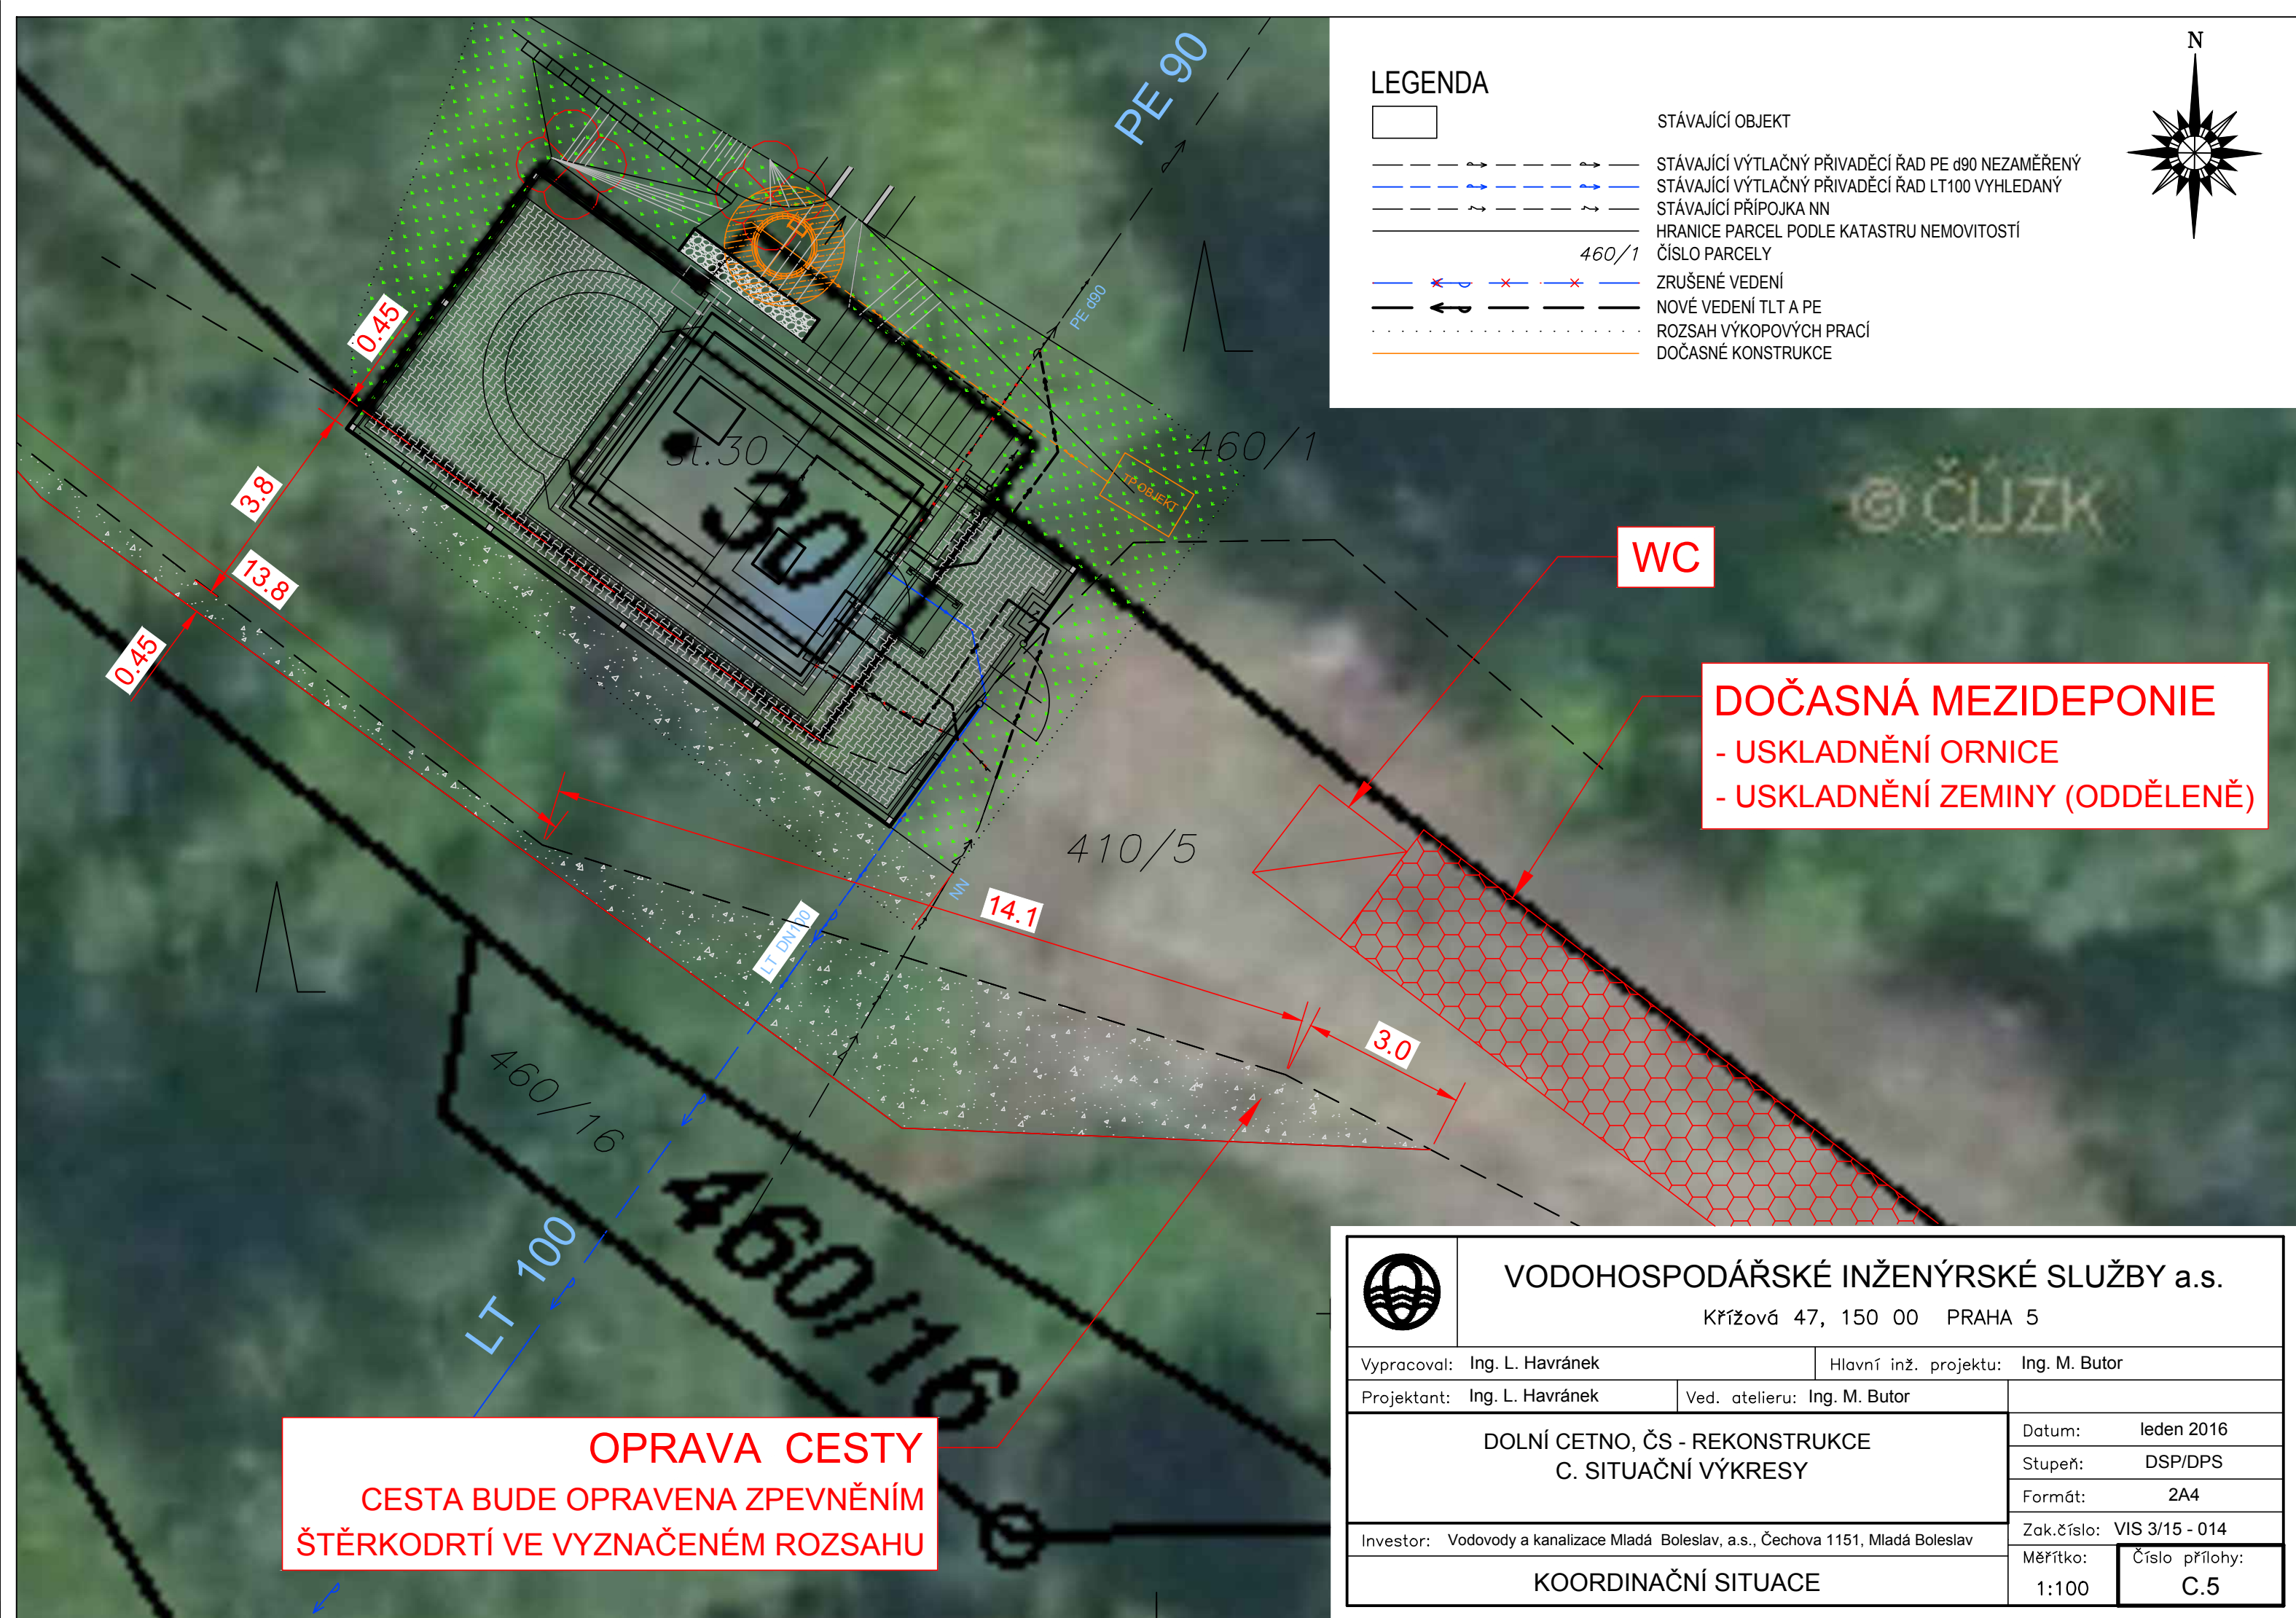 LEGENDA
STÁVAJÍCÍ OBJEKT
STÁVAJÍCÍ VÝTLAČNÝ PŘIVADĚCÍ ŘAD PE d90 NEZAMĚŘENÝ
STÁVAJÍCÍ VÝTLAČNÝ PŘIVADĚCÍ ŘAD LT100 VYHLEDANÝ
STÁVAJÍCÍ PŘÍPOJKA NN
HRANICE PARCEL PODLE KATASTRU NEMOVITOSTÍ
460/1 ČÍSLO PARCELY
ZRUŠENÉ VEDENÍ
NOVÉ VEDENÍ TLT A PE
ROZSAH VÝKOPOVÝCH PRACÍ
DOČASNÉ KONSTRUKCE
N
PE 90
PE d90
0.45
3.8
13.8
0.45
st.30
30
460/1
TP OBJEKT
© ČÚZK
WC
DOČASNÁ MEZIDEPONIE
- USKLADNĚNÍ ORNICE
- USKLADNĚNÍ ZEMINY (ODDĚLENĚ)
410/5
14.1
3.0
NN
LT DN100
460/16
460/16
LT 100
OPRAVA CESTY
CESTA BUDE OPRAVENA ZPEVNĚNÍM
ŠTĚRKODRTÍ VE VYZNAČENÉM ROZSAHU
VODOHOSPODÁŘSKÉ INŽENÝRSKÉ SLUŽBY a.s.
Křížová 47, 150 00 PRAHA 5
Vypracoval: Ing. L. Havránek Hlavní inž. projektu: Ing. M. Butor
Projektant: Ing. L. Havránek Ved. atelieru: Ing. M. Butor
DOLNÍ CETNO, ČS - REKONSTRUKCE
C. SITUAČNÍ VÝKRESY
Datum: leden 2016
Stupeň: DSP/DPS
Formát: 2A4
Zak.číslo: VIS 3/15 - 014
Investor: Vodovody a kanalizace Mladá Boleslav, a.s., Čechova 1151, Mladá Boleslav
KOORDINAČNÍ SITUACE
Měřítko: 1:100
Číslo přílohy: C.5